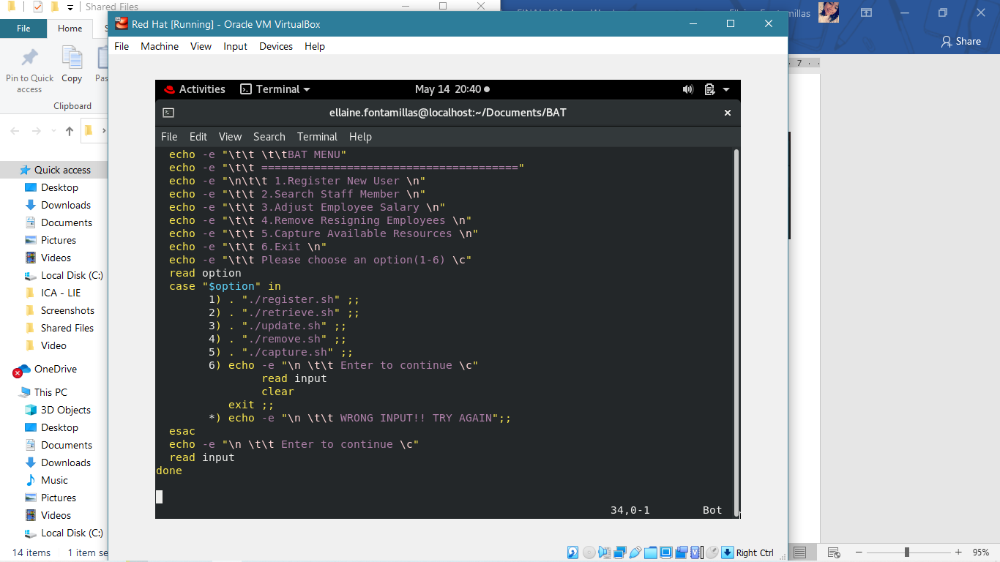 Shared Files
File
Home
Pin to Quick access
Copy
Clipboard
Quick access
Desktop
Downloads
Documents
Pictures
Videos
Local Disk (C:)
ICA - LIE
Screenshots
Shared Files
Video
OneDrive
This PC
3D Objects
Desktop
Documents
Downloads
Music
Pictures
Videos
Local Disk (C:)
14 items
1 item se
Red Hat [Running] - Oracle VM VirtualBox
File Machine View Input Devices Help
Activities Terminal May 14 20:40
ellaine.fontamillas@localhost:~/Documents/BAT
File Edit View Search Terminal Help
echo -e "\t\t \t\tBAT MENU"
echo -e "\t\t ======================================="
echo -e "\n\t\t 1.Register New User \n"
echo -e "\t\t 2.Search Staff Member \n"
echo -e "\t\t 3.Adjust Employee Salary \n"
echo -e "\t\t 4.Remove Resigning Employees \n"
echo -e "\t\t 5.Capture Available Resources \n"
echo -e "\t\t 6.Exit \n"
echo -e "\t\t Please choose an option(1-6) \c"
read option
case "$option" in
1) . "./register.sh" ;;
2) . "./retrieve.sh" ;;
3) . "./update.sh" ;;
4) . "./remove.sh" ;;
5) . "./capture.sh" ;;
6) echo -e "\n \t\t Enter to continue \c"
read input
clear
exit ;;
*) echo -e "\n \t\t WRONG INPUT!! TRY AGAIN";;
esac
echo -e "\n \t\t Enter to continue \c"
read input
done
34,0-1 Bot
Right Ctrl
Share
7
95%